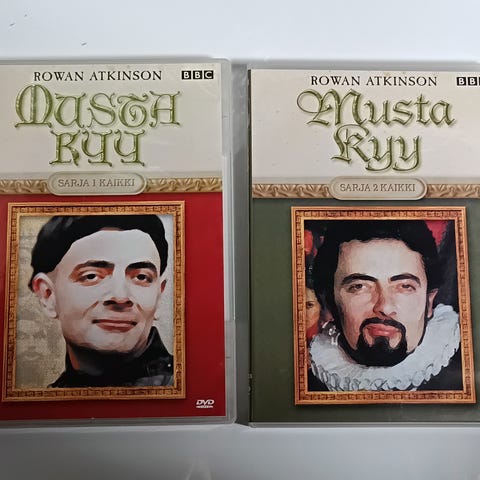 ROWAN ATKINSON BBC
MUSTA
KYY
SARJA 1 KAIKKI
DVD
ROWAN ATKINSON BBC
Musta
Kyy
SARJA 2 KAIKKI